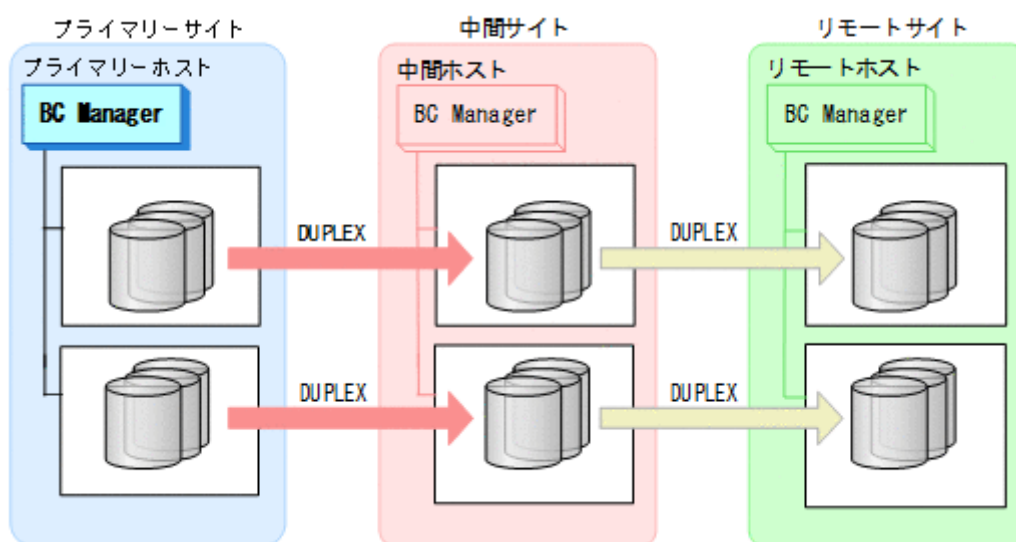 プライマリーサイト
中間サイト
リモートサイト
プライマリーホスト
中間ホスト
リモートホスト
BC Manager
BC Manager
BC Manager
DUPLEX
DUPLEX
DUPLEX
DUPLEX